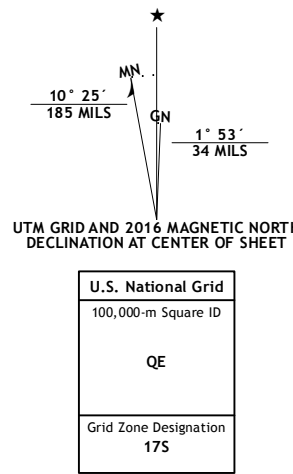 ★
MN
GN
10° 25´
185 MILS
1° 53´
34 MILS
UTM GRID AND 2016 MAGNETIC NORT
DECLINATION AT CENTER OF SHEET
U.S. National Grid
100,000-m Square ID
QE
Grid Zone Designation
17S